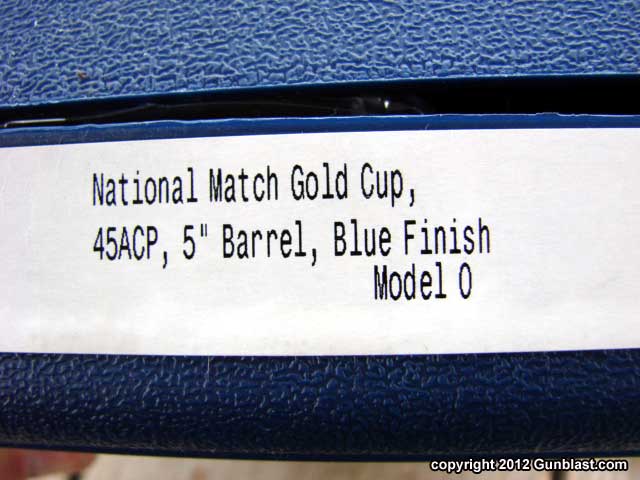 National Match Gold Cup,
45ACP, 5" Barrel, Blue Finish
Model O
copyright © 2012 Gunblast.com